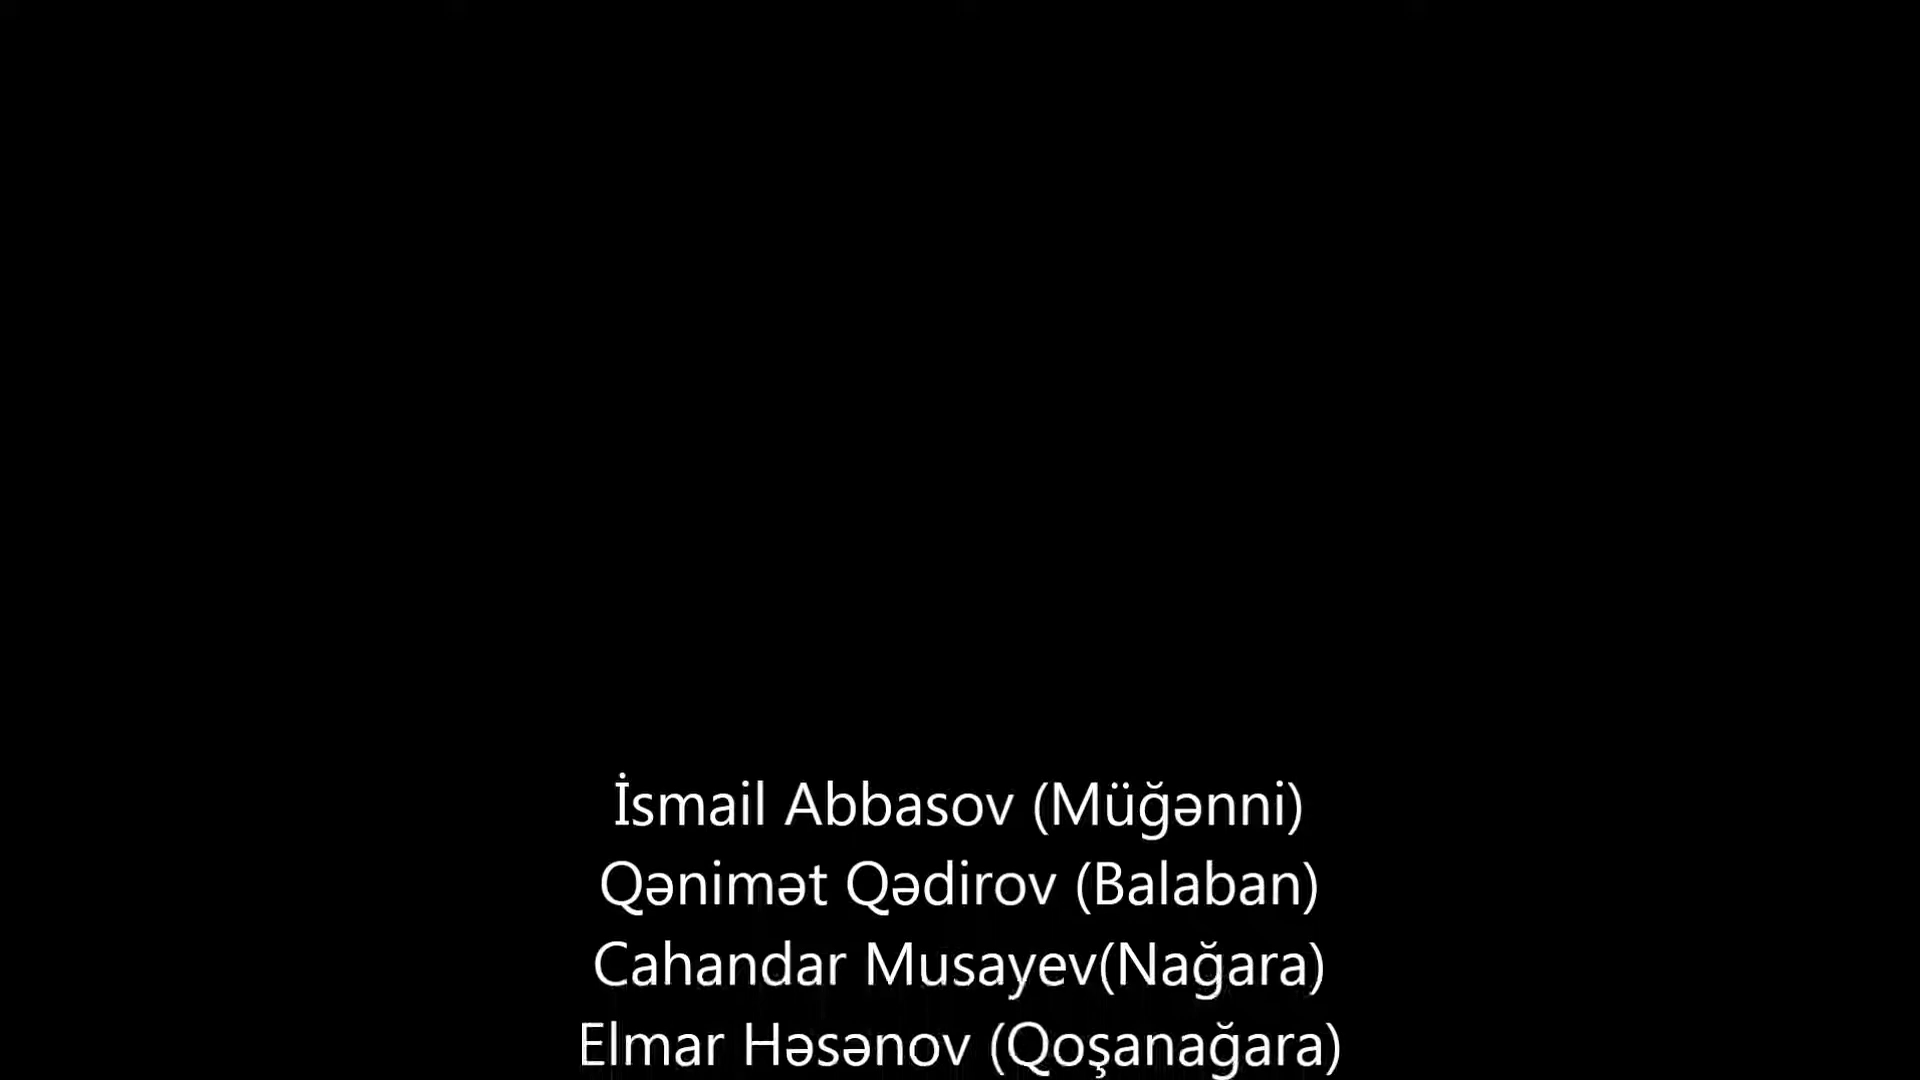 İsmail Abbasov (Müğənni)
Qənimət Qədirov (Balaban)
Cahandar Musayev(Nağara)
Elmar Həsənov (Qoşanağara)